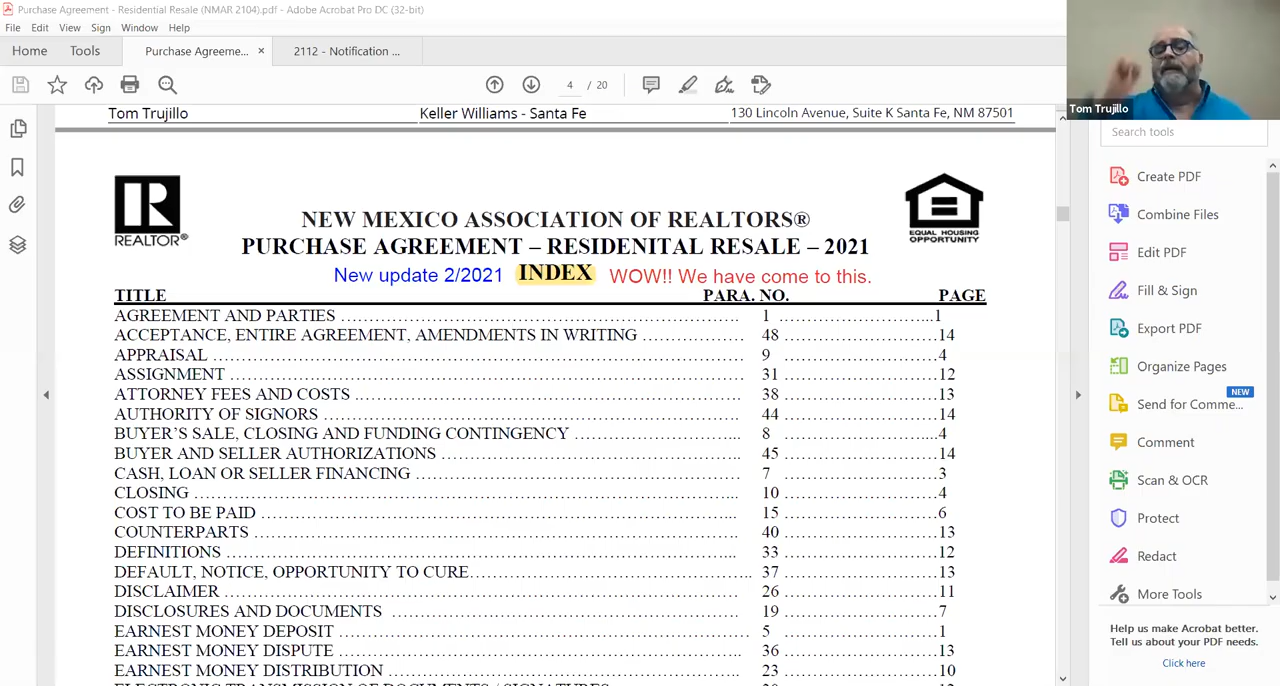 Purchase Agreement - Residential Resale (NMAR 2104).pdf - Adobe Acrobat Pro DC (32-bit)
File Edit View Sign Window Help
Home Tools Purchase Agreeme... × 2112 - Notification ...
4 / 20
Tom Trujillo
Tom Trujillo Keller Williams - Santa Fe 130 Lincoln Avenue, Suite K Santa Fe, NM 87501
REALTOR®
EQUAL HOUSING
OPPORTUNITY
NEW MEXICO ASSOCIATION OF REALTORS®
PURCHASE AGREEMENT – RESIDENITAL RESALE – 2021
New update 2/2021 INDEX WOW!! We have come to this.
TITLE PARA. NO. PAGE
AGREEMENT AND PARTIES 1 1
ACCEPTANCE, ENTIRE AGREEMENT, AMENDMENTS IN WRITING 48 14
APPRAISAL 9 4
ASSIGNMENT 31 12
ATTORNEY FEES AND COSTS 38 13
AUTHORITY OF SIGNORS 44 14
BUYER'S SALE, CLOSING AND FUNDING CONTINGENCY 8 4
BUYER AND SELLER AUTHORIZATIONS 45 14
CASH, LOAN OR SELLER FINANCING 7 3
CLOSING 10 4
COST TO BE PAID 15 6
COUNTERPARTS 40 13
DEFINITIONS 33 12
DEFAULT, NOTICE, OPPORTUNITY TO CURE 37 13
DISCLAIMER 26 11
DISCLOSURES AND DOCUMENTS 19 7
EARNEST MONEY DEPOSIT 5 1
EARNEST MONEY DISPUTE 36 13
EARNEST MONEY DISTRIBUTION 23 10
Search tools
Create PDF
Combine Files
Edit PDF
Fill & Sign
Export PDF
Organize Pages
NEW
Send for Comme...
Comment
Scan & OCR
Protect
Redact
More Tools
Help us make Acrobat better.
Tell us about your PDF needs.
Click here